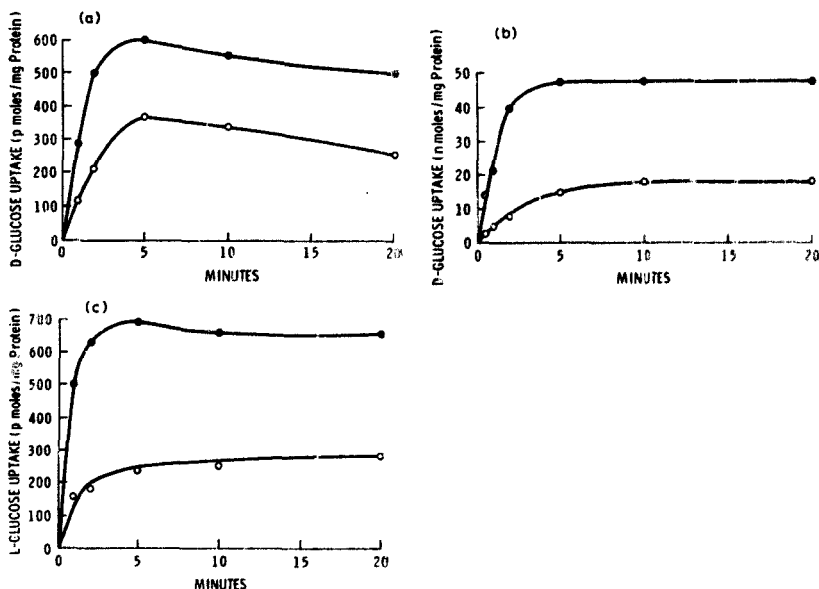 (a)
600
500
400
300
200
100
0
D-GLUCOSE UPTAKE (p moles/mg Protein)
0 5 10 15 20
MINUTES
(b)
50
40
30
20
10
0
D-GLUCOSE UPTAKE (n moles/mg Protein)
0 5 10 15 20
MINUTES
(c)
700
600
500
400
300
200
100
0
L-GLUCOSE UPTAKE (p moles/mg Protein)
0 5 10 15 20
MINUTES